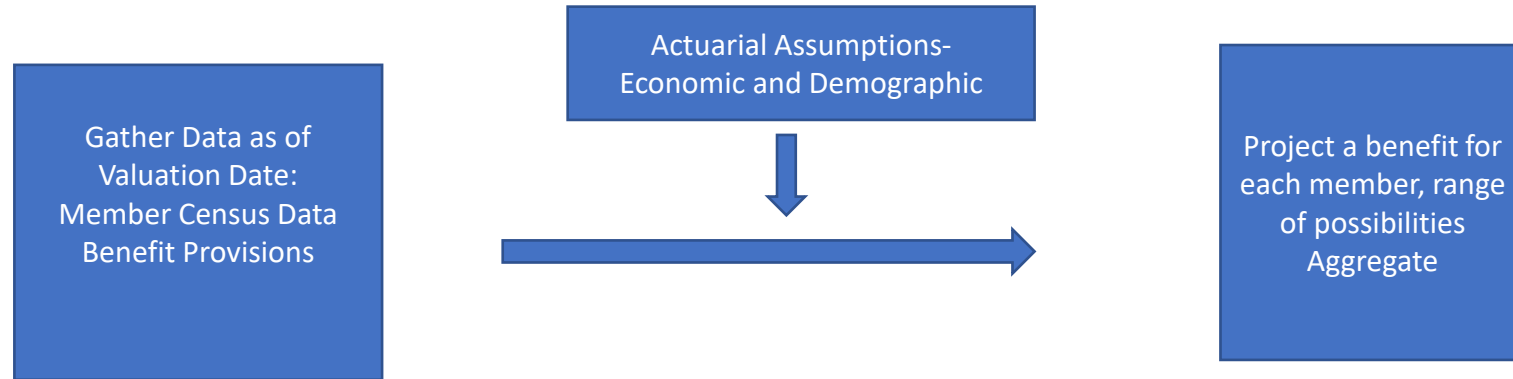 Gather Data as of
Valuation Date:
Member Census Data
Benefit Provisions
Actuarial Assumptions-
Economic and Demographic
Project a benefit for
each member, range
of possibilities
Aggregate